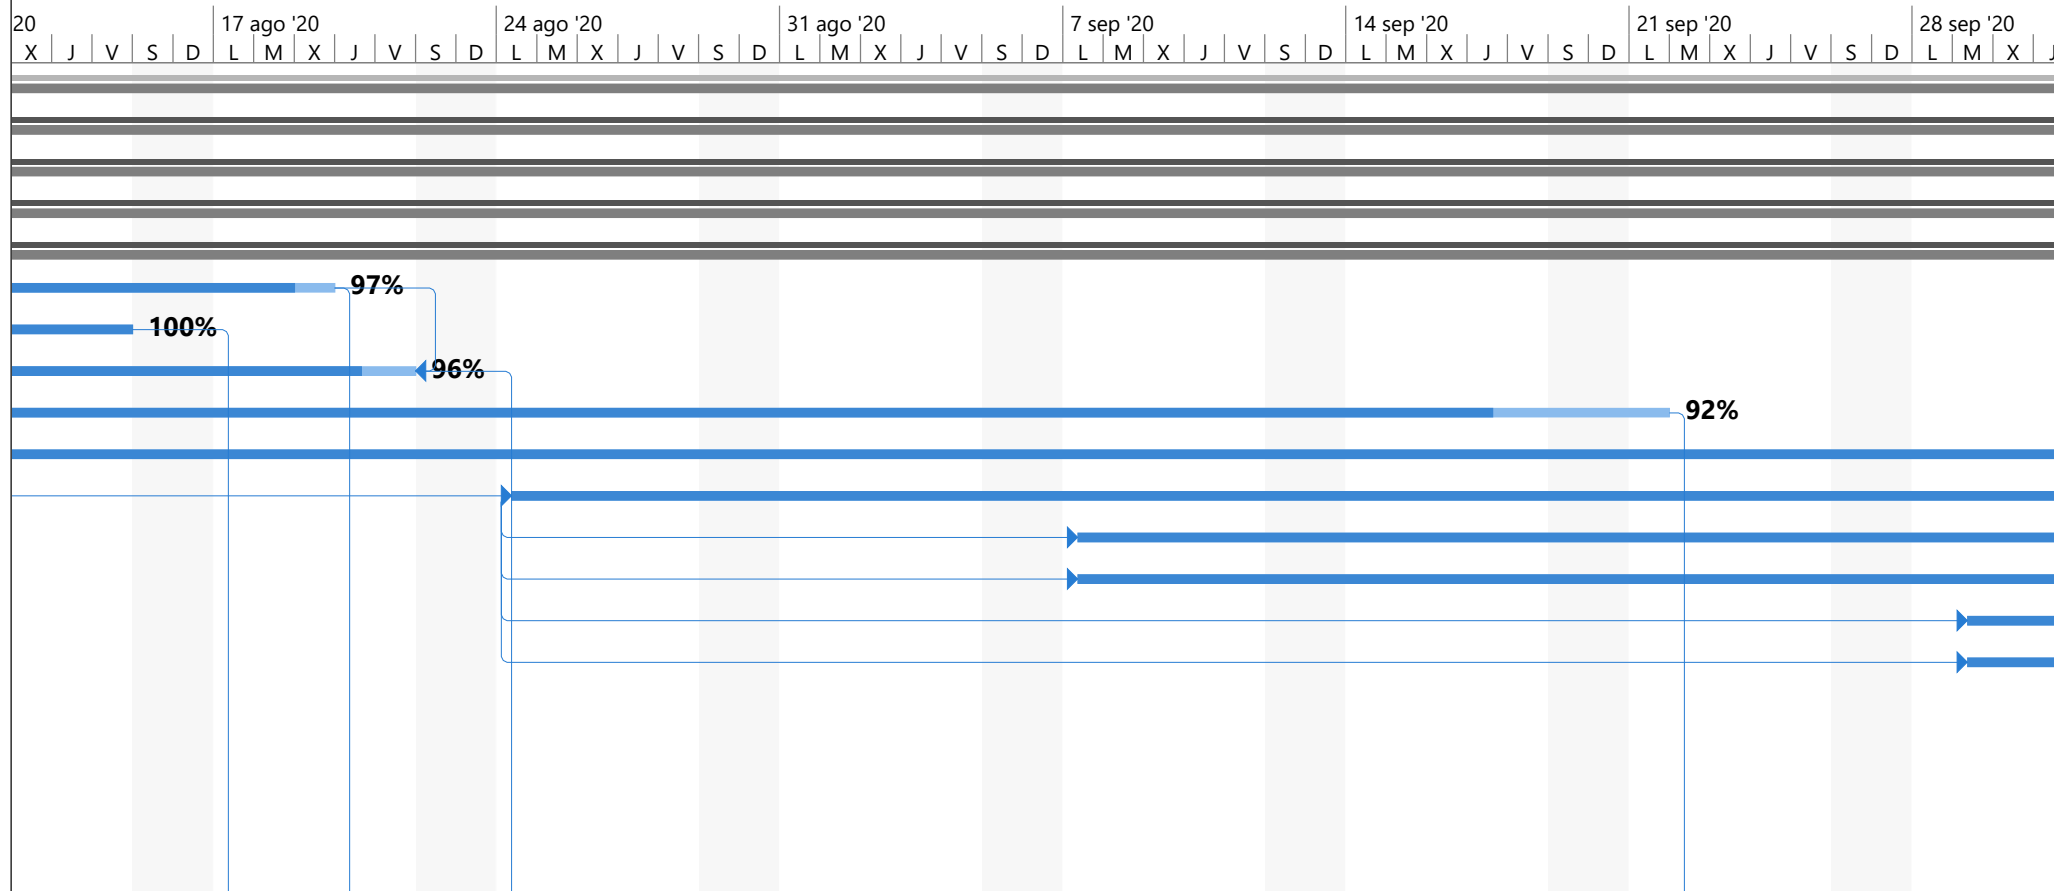 20 17 ago '20 24 ago '20 31 ago '20 7 sep '20 14 sep '20 21 sep '20 28 sep '20
X J V S D L M X J V S D L M X J V S D L M X J V S D L M X J V S D L M X J V S D L M X J V S D L M X J
97%
100%
96%
92%